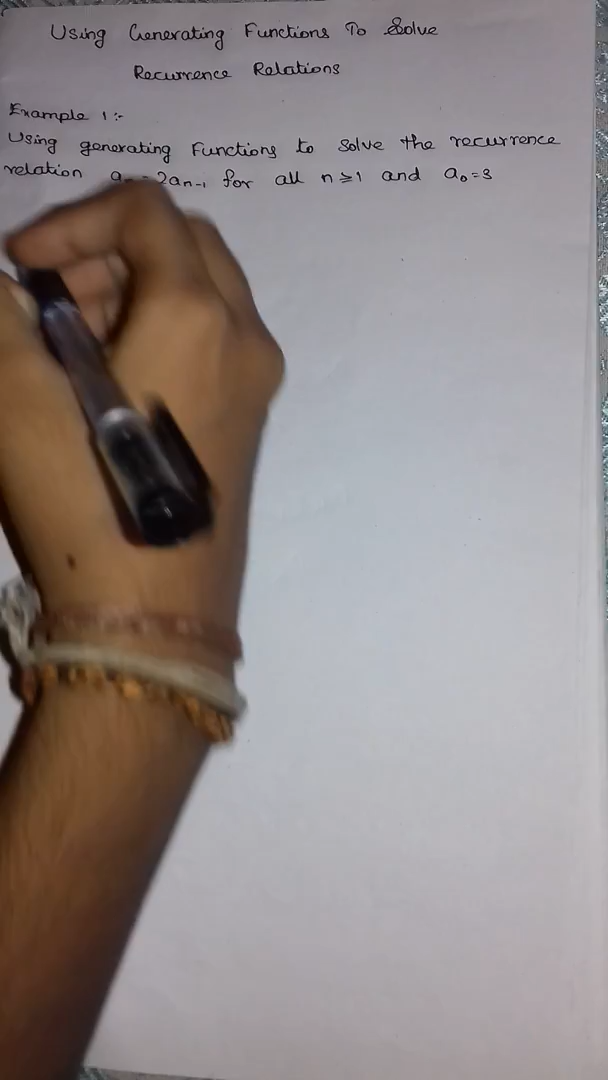 Using Generating Functions To Solve
Recurrence Relations
Example 1:-
Using generating Functions to solve the recurrence
relation aₙ = 2aₙ₋₁ for all n ≥ 1 and a₀ = 3